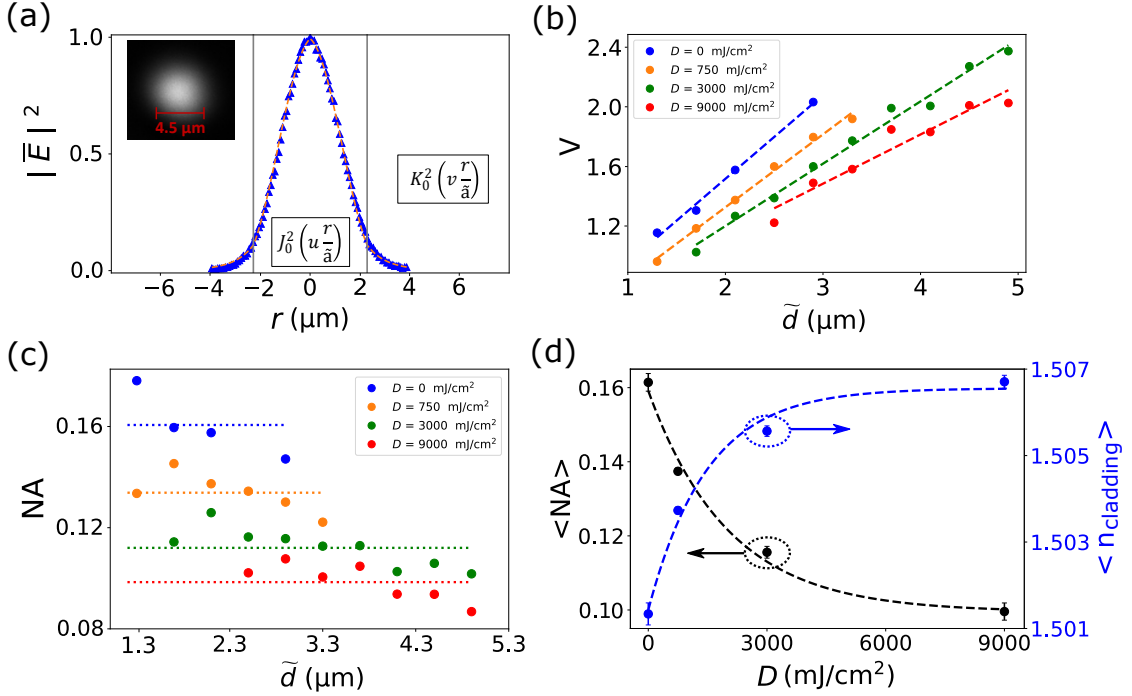 (a)
1.0
0.5
0.0
|E̅|²
4.5 μm
J₀²(u r/ã)
K₀²(v r/ã)
−6 −4 −2 0 2 4 6
r (μm)
(b)
2.4
2.0
1.6
1.2
V
D = 0 mJ/cm²
D = 750 mJ/cm²
D = 3000 mJ/cm²
D = 9000 mJ/cm²
1 2 3 4 5
d̃ (μm)
(c)
0.16
0.12
0.08
NA
D = 0 mJ/cm²
D = 750 mJ/cm²
D = 3000 mJ/cm²
D = 9000 mJ/cm²
1.3 2.3 3.3 4.3 5.3
d̃ (μm)
(d)
0.16
0.14
0.12
0.10
<NA>
1.507
1.505
1.503
1.501
<n_cladding>
0 3000 6000 9000
D (mJ/cm²)